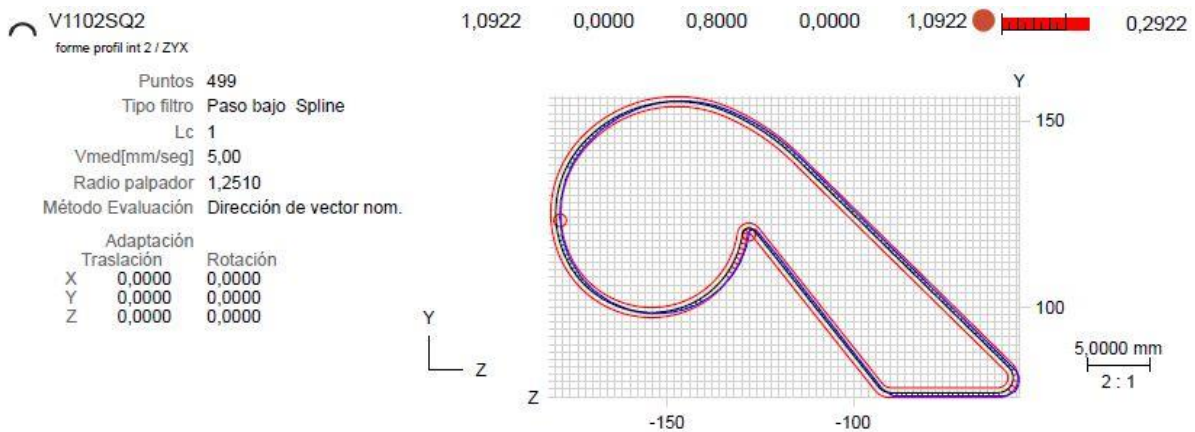 V1102SQ2 1,0922 0,0000 0,8000 0,0000 1,0922 0,2922
forme profil int 2 / ZYX
Puntos 499
Tipo filtro Paso bajo Spline
Lc 1
Vmed[mm/seg] 5,00
Radio palpador 1,2510
Método Evaluación Dirección de vector nom.
Adaptación
Traslación Rotación
X 0,0000 0,0000
Y 0,0000 0,0000
Z 0,0000 0,0000
Y
Z
Y
150
100
5,0000 mm
2 : 1
Z
-150 -100